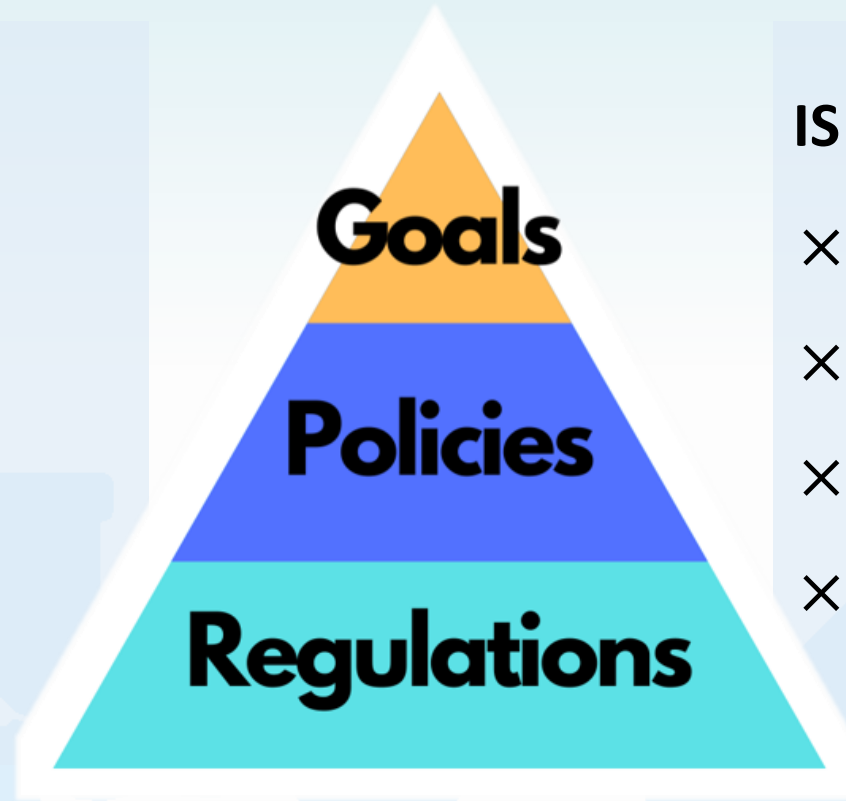 Goals
Policies
Regulations
IS
×
×
×
×